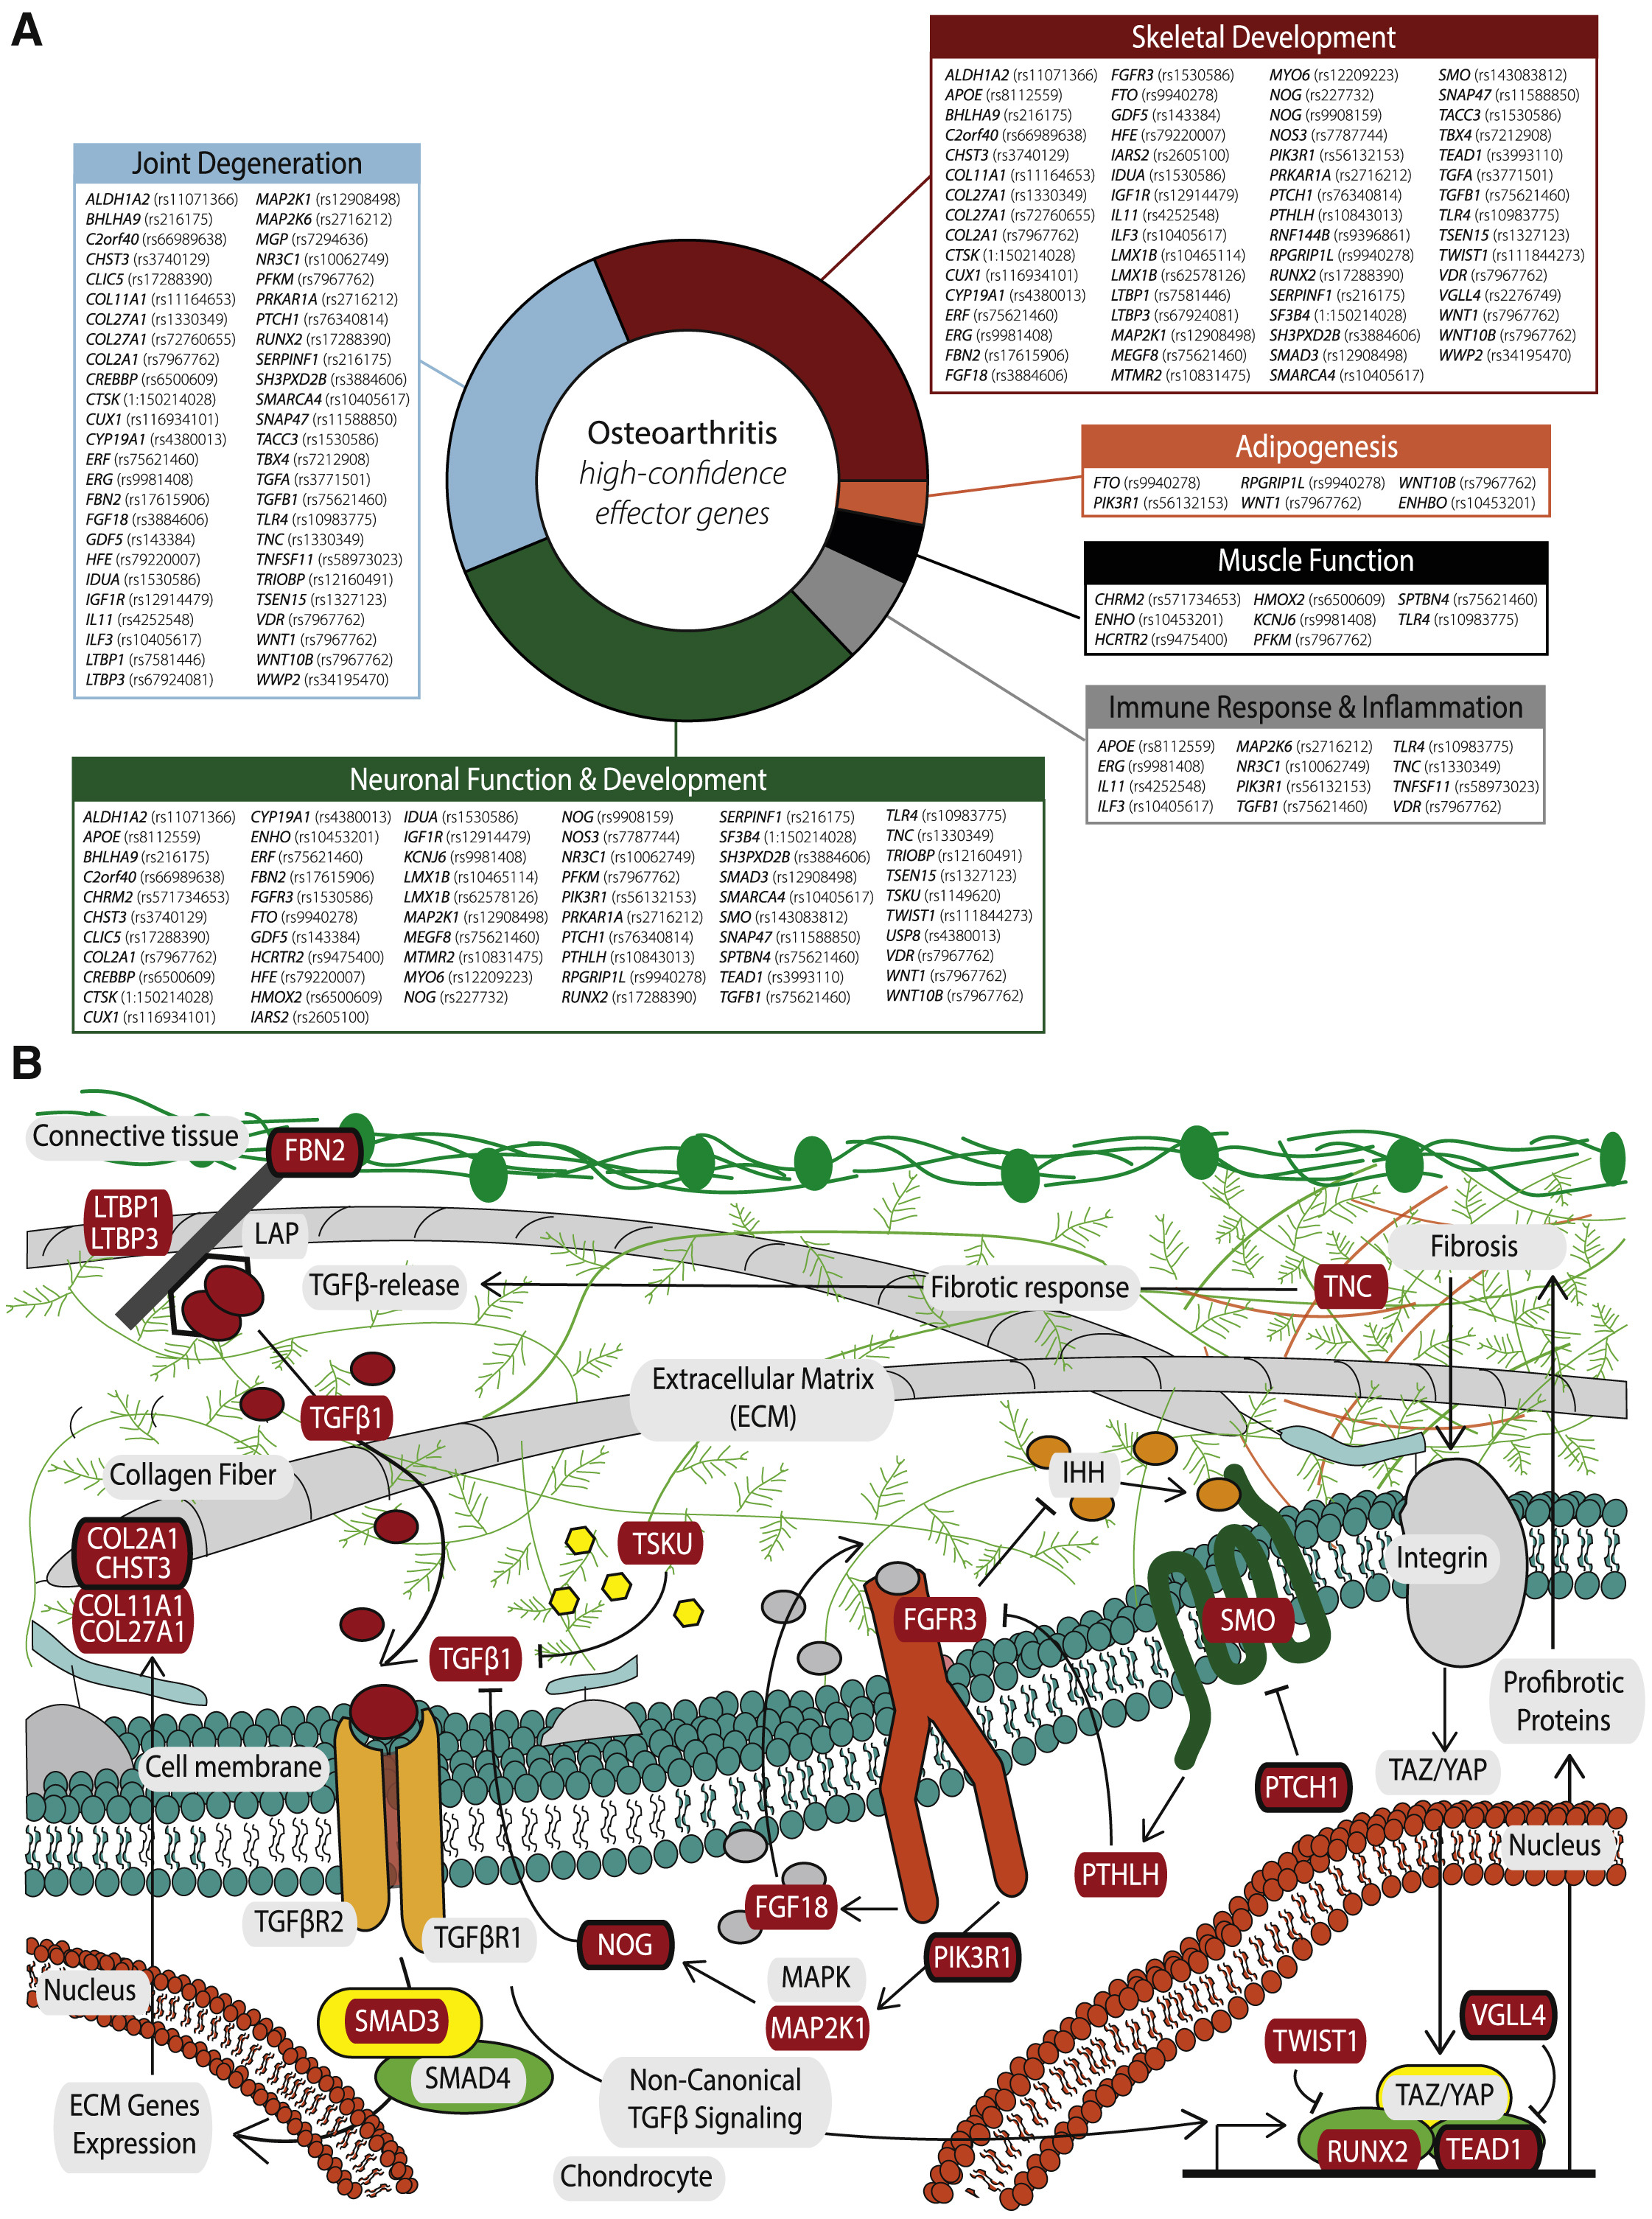 A
Skeletal Development
ALDH1A2 (rs11071366) FGFR3 (rs1530586) MYO6 (rs12209223) SMO (rs143083812)
APOE (rs8112559) FTO (rs9940278) NOG (rs227732) SNAP47 (rs11588850)
BHLHA9 (rs216175) GDF5 (rs143384) NOG (rs9908159) TACC3 (rs1530586)
C2orf40 (rs66989638) HFE (rs79220007) NOS3 (rs7787744) TBX4 (rs7212908)
CHST3 (rs3740129) IARS2 (rs2605100) PIK3R1 (rs56132153) TEAD1 (rs3993110)
COL11A1 (rs11164653) IDUA (rs1530586) PRKAR1A (rs2716212) TGFA (rs3771501)
COL27A1 (rs1330349) IGF1R (rs12914479) PTCH1 (rs76340814) TGFB1 (rs75621460)
COL27A1 (rs72760655) IL11 (rs4252548) PTHLH (rs10843013) TLR4 (rs10983775)
COL2A1 (rs7967762) ILF3 (rs10405617) RNF144B (rs9396861) TSEN15 (rs1327123)
CTSK (1:150214028) LMX1B (rs10465114) RPGRIP1L (rs9940278) TWIST1 (rs111844273)
CUX1 (rs116934101) LMX1B (rs62578126) RUNX2 (rs17288390) VDR (rs7967762)
CYP19A1 (rs4380013) LTBP1 (rs7581446) SERPINF1 (rs216175) VGLL4 (rs2276749)
ERF (rs75621460) LTBP3 (rs67924081) SF3B4 (1:150214028) WNT1 (rs7967762)
ERG (rs9981408) MAP2K1 (rs12908498) SH3PXD2B (rs3884606) WNT10B (rs7967762)
FBN2 (rs17615906) MEGF8 (rs75621460) SMAD3 (rs12908498) WWP2 (rs34195470)
FGF18 (rs3884606) MTMR2 (rs10831475) SMARCA4 (rs10405617)
Joint Degeneration
ALDH1A2 (rs11071366) MAP2K1 (rs12908498)
BHLHA9 (rs216175) MAP2K6 (rs2716212)
C2orf40 (rs66989638) MGP (rs7294636)
CHST3 (rs3740129) NR3C1 (rs10062749)
CLIC5 (rs17288390) PFKM (rs7967762)
COL11A1 (rs11164653) PRKAR1A (rs2716212)
COL27A1 (rs1330349) PTCH1 (rs76340814)
COL27A1 (rs72760655) RUNX2 (rs17288390)
COL2A1 (rs7967762) SERPINF1 (rs216175)
CREBBP (rs6500609) SH3PXD2B (rs3884606)
CTSK (1:150214028) SMARCA4 (rs10405617)
CUX1 (rs116934101) SNAP47 (rs11588850)
CYP19A1 (rs4380013) TACC3 (rs1530586)
ERF (rs75621460) TBX4 (rs7212908)
ERG (rs9981408) TGFA (rs3771501)
FBN2 (rs17615906) TGFB1 (rs75621460)
FGF18 (rs3884606) TLR4 (rs10983775)
GDF5 (rs143384) TNC (rs1330349)
HFE (rs79220007) TNFSF11 (rs58973023)
IDUA (rs1530586) TRIOBP (rs12160491)
IGF1R (rs12914479) TSEN15 (rs1327123)
IL11 (rs4252548) VDR (rs7967762)
ILF3 (rs10405617) WNT1 (rs7967762)
LTBP1 (rs7581446) WNT10B (rs7967762)
LTBP3 (rs67924081) WWP2 (rs34195470)
Osteoarthritis
high-confidence
effector genes
Adipogenesis
FTO (rs9940278) RPGRIP1L (rs9940278) WNT10B (rs7967762)
PIK3R1 (rs56132153) WNT1 (rs7967762) ENHBO (rs10453201)
Muscle Function
CHRM2 (rs571734653) HMOX2 (rs6500609) SPTBN4 (rs75621460)
ENHO (rs10453201) KCNJ6 (rs9981408) TLR4 (rs10983775)
HCRTR2 (rs9475400) PFKM (rs7967762)
Immune Response & Inflammation
APOE (rs8112559) MAP2K6 (rs2716212) TLR4 (rs10983775)
ERG (rs9981408) NR3C1 (rs10062749) TNC (rs1330349)
IL11 (rs4252548) PIK3R1 (rs56132153) TNFSF11 (rs58973023)
ILF3 (rs10405617) TGFB1 (rs75621460) VDR (rs7967762)
Neuronal Function & Development
ALDH1A2 (rs11071366) CYP19A1 (rs4380013) IDUA (rs1530586) NOG (rs9908159) SERPINF1 (rs216175) TLR4 (rs10983775)
APOE (rs8112559) ENHO (rs10453201) IGF1R (rs12914479) NOS3 (rs7787744) SF3B4 (1:150214028) TNC (rs1330349)
BHLHA9 (rs216175) ERF (rs75621460) KCNJ6 (rs9981408) NR3C1 (rs10062749) SH3PXD2B (rs3884606) TRIOBP (rs12160491)
C2orf40 (rs66989638) FBN2 (rs17615906) LMX1B (rs10465114) PFKM (rs7967762) SMAD3 (rs12908498) TSEN15 (rs1327123)
CHRM2 (rs571734653) FGFR3 (rs1530586) LMX1B (rs62578126) PIK3R1 (rs56132153) SMARCA4 (rs10405617) TSKU (rs1149620)
CHST3 (rs3740129) FTO (rs9940278) MAP2K1 (rs12908498) PRKAR1A (rs2716212) SMO (rs143083812) TWIST1 (rs111844273)
CLIC5 (rs17288390) GDF5 (rs143384) MEGF8 (rs75621460) PTCH1 (rs76340814) SNAP47 (rs11588850) USP8 (rs4380013)
COL2A1 (rs7967762) HCRTR2 (rs9475400) MTMR2 (rs10831475) PTHLH (rs10843013) SPTBN4 (rs75621460) VDR (rs7967762)
CREBBP (rs6500609) HFE (rs79220007) MYO6 (rs12209223) RPGRIP1L (rs9940278) TEAD1 (rs3993110) WNT1 (rs7967762)
CTSK (1:150214028) HMOX2 (rs6500609) NOG (rs227732) RUNX2 (rs17288390) TGFB1 (rs75621460) WNT10B (rs7967762)
CUX1 (rs116934101) IARS2 (rs2605100)
B
Connective tissue
FBN2
LTBP1
LTBP3
LAP
Fibrosis
TGFβ-release
Fibrotic response
TNC
Extracellular Matrix
(ECM)
TGFβ1
Collagen Fiber
IHH
COL2A1
CHST3
TSKU
Integrin
COL11A1
COL27A1
FGFR3
SMO
TGFβ1
Profibrotic
Proteins
Cell membrane
TAZ/YAP
PTCH1
Nucleus
PTHLH
FGF18
TGFβR2
TGFβR1
NOG
PIK3R1
MAPK
Nucleus
SMAD3
MAP2K1
VGLL4
TWIST1
SMAD4
Non-Canonical
TGFβ Signaling
TAZ/YAP
ECM Genes
Expression
RUNX2
TEAD1
Chondrocyte